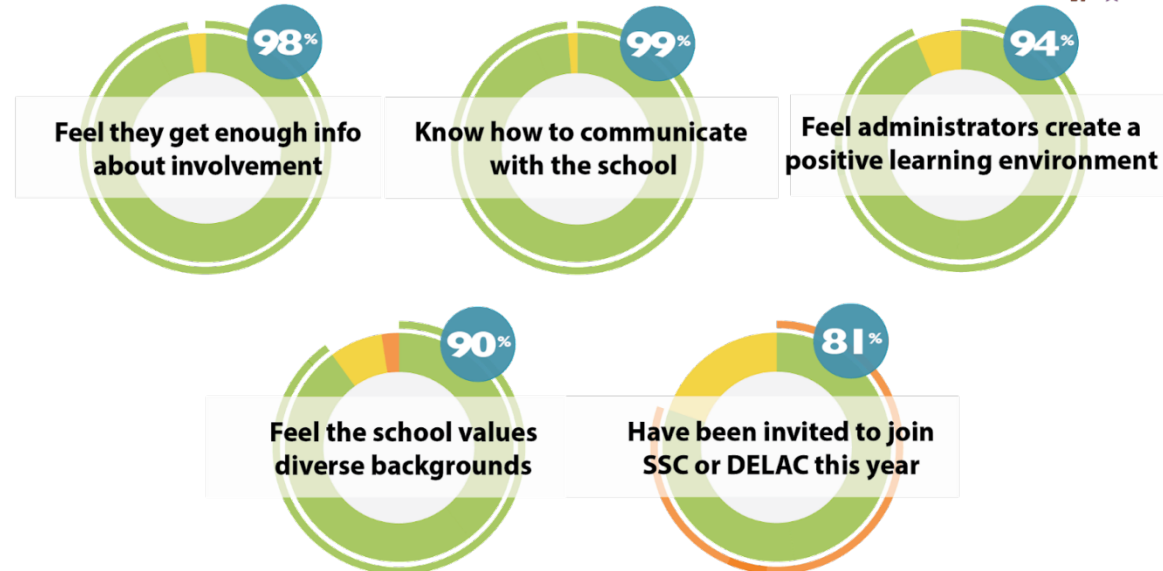 98%
Feel they get enough info
about involvement
99%
Know how to communicate
with the school
94%
Feel administrators create a
positive learning environment
90%
Feel the school values
diverse backgrounds
81%
Have been invited to join
SSC or DELAC this year